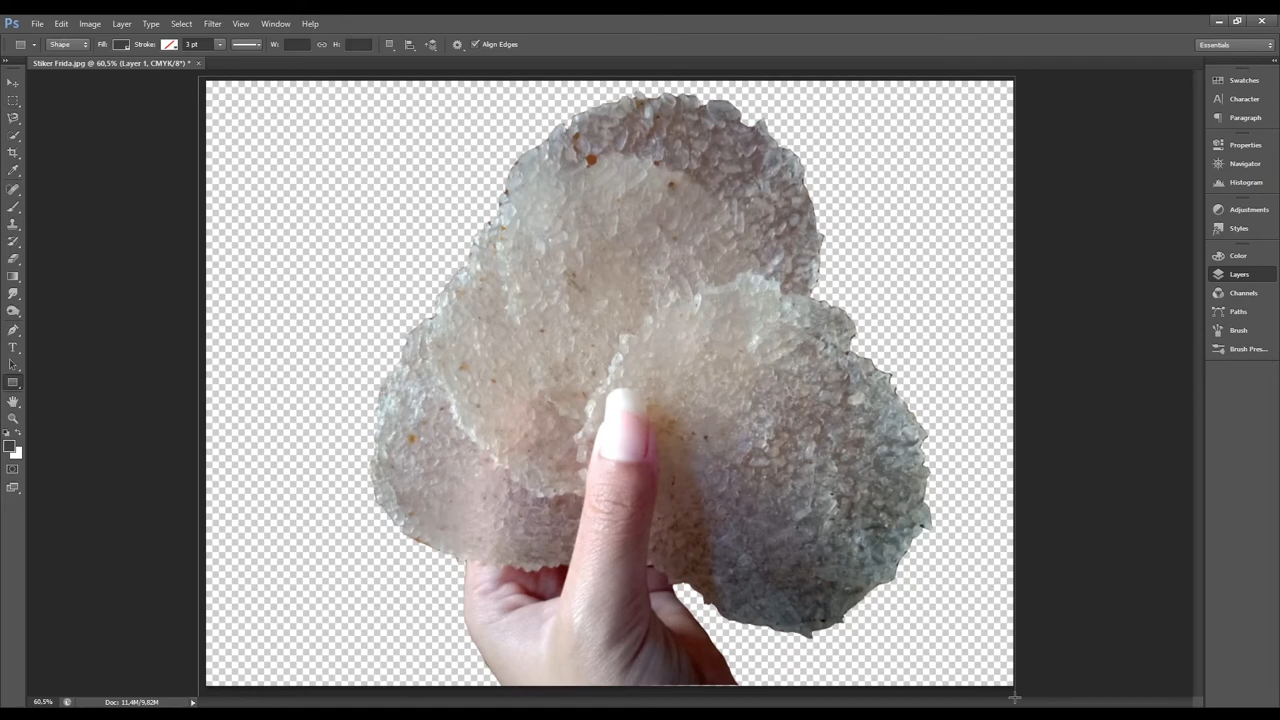 Ps File Edit Image Layer Type Select Filter View Window Help
Shape Fill: Stroke: 3 pt W: H: Align Edges Essentials
Stiker Frida.jpg @ 60,5% (Layer 1, CMYK/8*) * ×
Swatches
Character
Paragraph
Properties
Navigator
Histogram
Adjustments
Styles
Color
Layers
Channels
Paths
Brush
Brush Pres...
60.5% Doc: 11.4M/9.82M